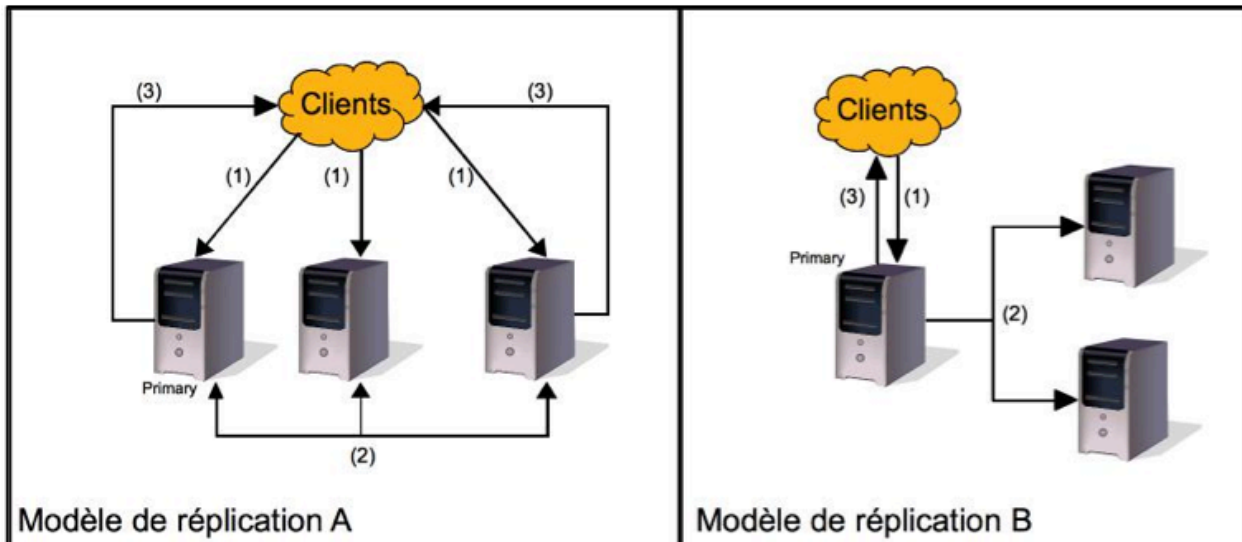 (3)
Clients
(3)
(1)
(1)
(1)
Primary
(2)
Modèle de réplication A
Clients
(3)
(1)
Primary
(2)
Modèle de réplication B